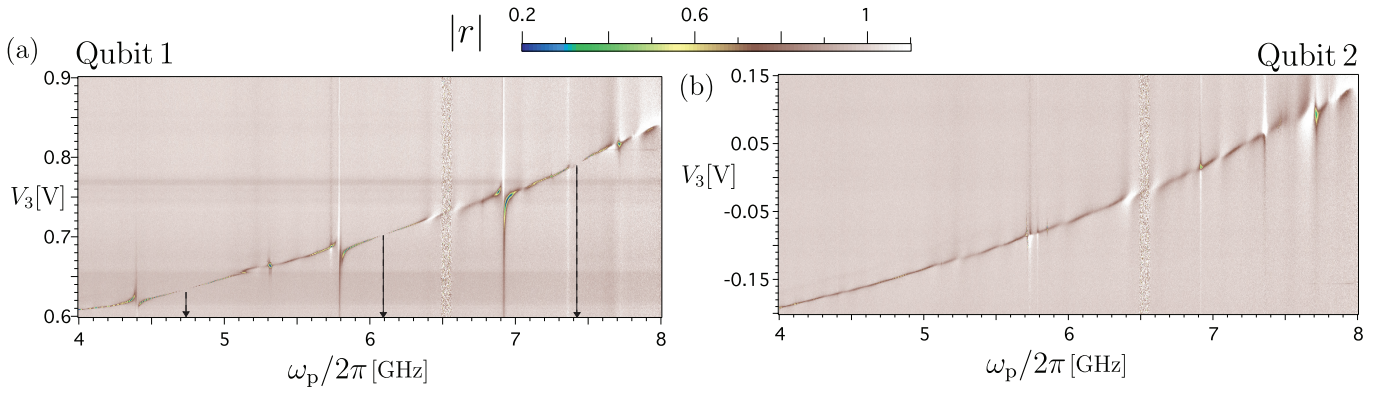 |r|
0.2 0.6 1
(a) Qubit 1
0.9
0.8
V₃[V]
0.7
0.6
4 5 6 7 8
ωₚ/2π [GHz]
(b) Qubit 2
0.15
0.05
V₃[V]
-0.05
-0.15
4 5 6 7 8
ωₚ/2π [GHz]